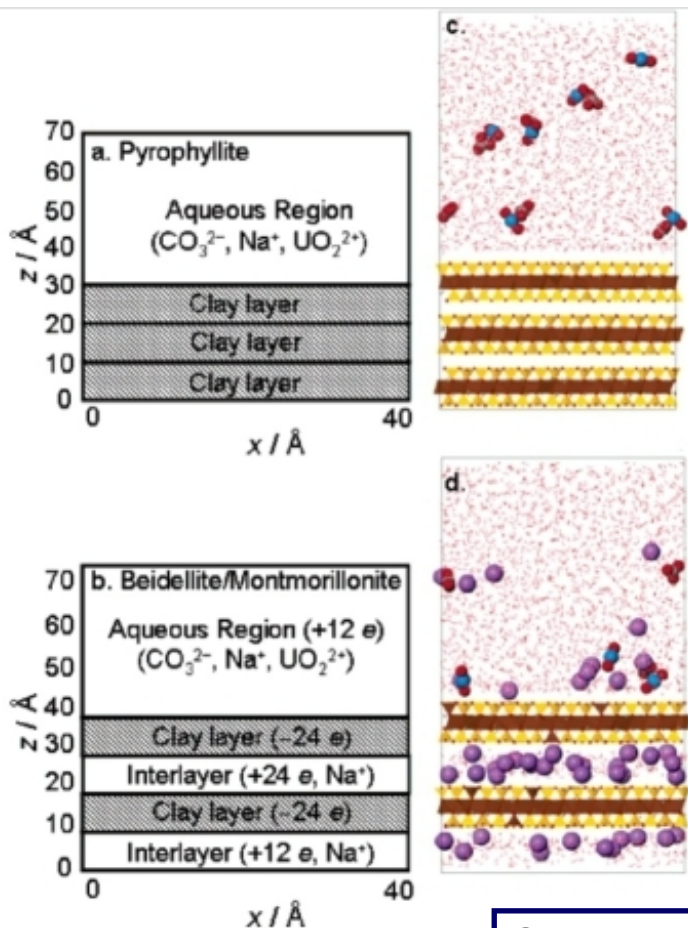 c.
70
60
50
40
30
20
10
0
z / Å
a. Pyrophyllite
Aqueous Region
(CO₃²⁻, Na⁺, UO₂²⁺)
Clay layer
Clay layer
Clay layer
0
40
x / Å
d.
70
60
50
40
30
20
10
0
z / Å
b. Beidellite/Montmorillonite
Aqueous Region (+12 e)
(CO₃²⁻, Na⁺, UO₂²⁺)
Clay layer (−24 e)
Interlayer (+24 e, Na⁺)
Clay layer (−24 e)
Interlayer (+12 e, Na⁺)
0
40
x / Å